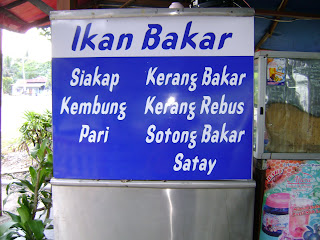 Ikan Bakar
Siakap
Kembung
Pari
Kerang Bakar
Kerang Rebus
Sotong Bakar
Satay